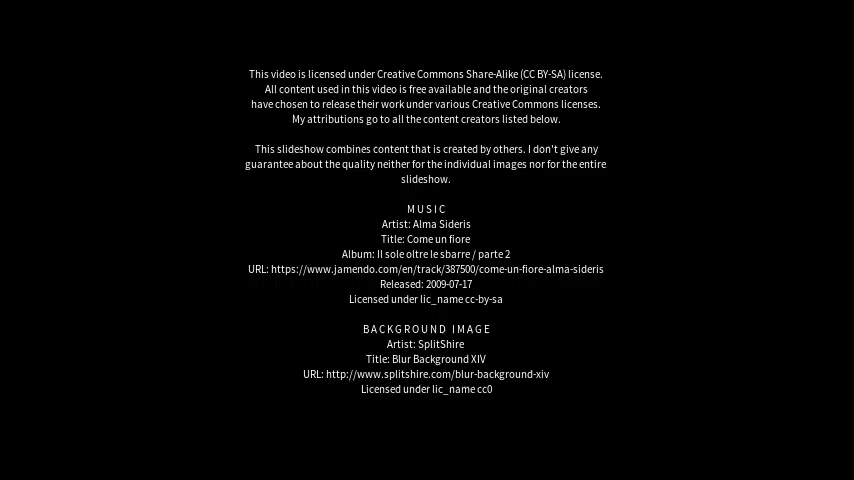 This video is licensed under Creative Commons Share-Alike (CC BY-SA) license.
All content used in this video is free available and the original creators
have chosen to release their work under various Creative Commons licenses.
My attributions go to all the content creators listed below.
This slideshow combines content that is created by others. I don't give any
guarantee about the quality neither for the individual images nor for the entire
slideshow.
MUSIC
Artist: Alma Sideris
Title: Come un fiore
Album: Il sole oltre le sbarre / parte 2
URL: https://www.jamendo.com/en/track/387500/come-un-fiore-alma-sideris
Released: 2009-07-17
Licensed under lic_name cc-by-sa
BACKGROUND IMAGE
Artist: SplitShire
Title: Blur Background XIV
URL: http://www.splitshire.com/blur-background-xiv
Licensed under lic_name cc0